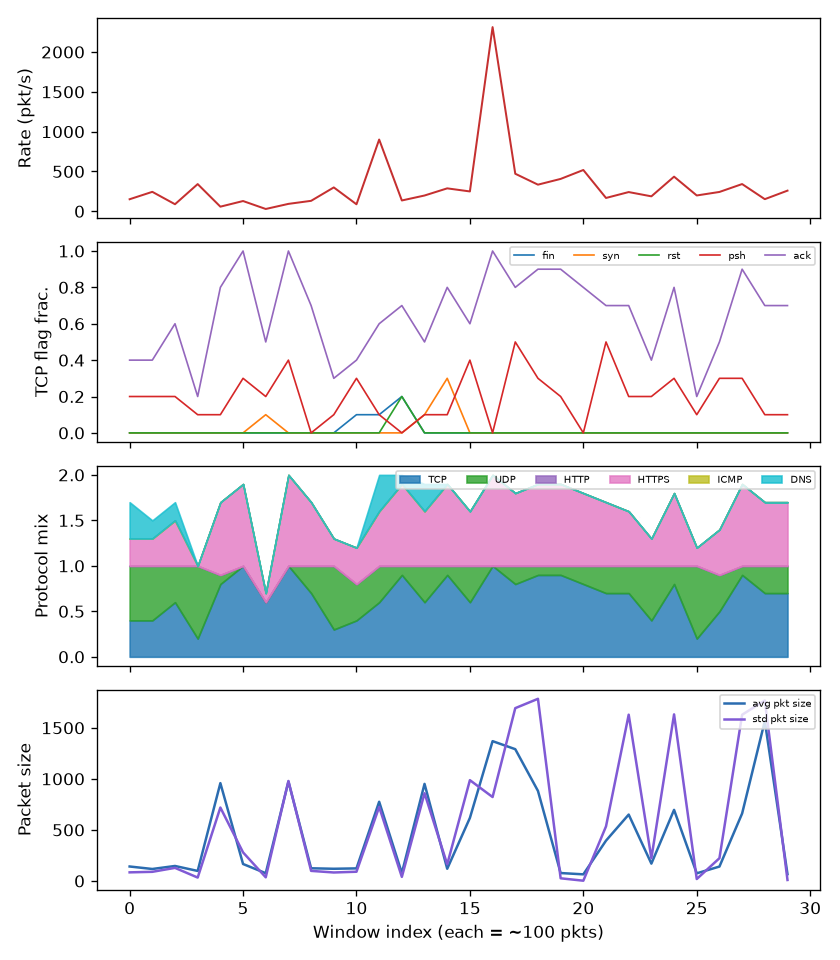 Rate (pkt/s)
2000
1500
1000
500
0
TCP flag frac.
1.0
0.8
0.6
0.4
0.2
0.0
fin syn rst psh ack
Protocol mix
2.0
1.5
1.0
0.5
0.0
TCP UDP HTTP HTTPS ICMP DNS
Packet size
1500
1000
500
0
avg pkt size
std pkt size
0 5 10 15 20 25 30
Window index (each = ~100 pkts)